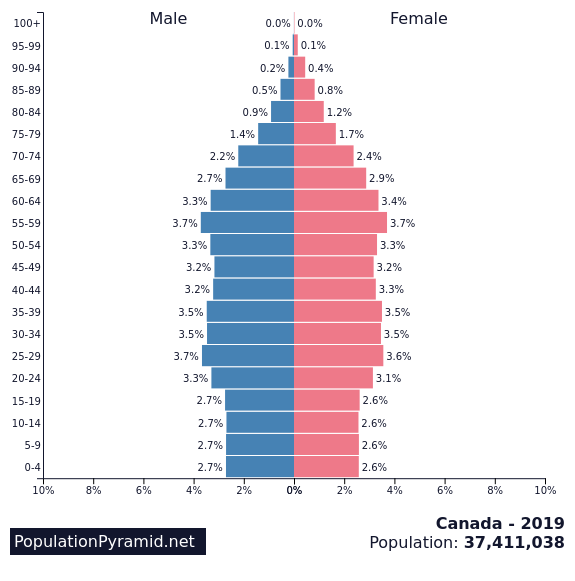 Male Female
100+ 0.0% 0.0%
95-99 0.1% 0.1%
90-94 0.2% 0.4%
85-89 0.5% 0.8%
80-84 0.9% 1.2%
75-79 1.4% 1.7%
70-74 2.2% 2.4%
65-69 2.7% 2.9%
60-64 3.3% 3.4%
55-59 3.7% 3.7%
50-54 3.3% 3.3%
45-49 3.2% 3.2%
40-44 3.2% 3.3%
35-39 3.5% 3.5%
30-34 3.5% 3.5%
25-29 3.7% 3.6%
20-24 3.3% 3.1%
15-19 2.7% 2.6%
10-14 2.7% 2.6%
5-9 2.7% 2.6%
0-4 2.7% 2.6%
10% 8% 6% 4% 2% 0% 2% 4% 6% 8% 10%
Canada - 2019
PopulationPyramid.net
Population: 37,411,038